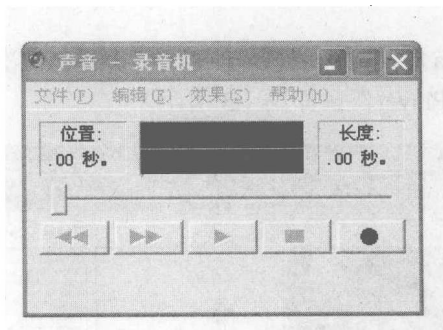 声音 - 录音机
文件(F) 编辑(E) 效果(S) 帮助(H)
位置:
.00 秒。
长度:
.00 秒。